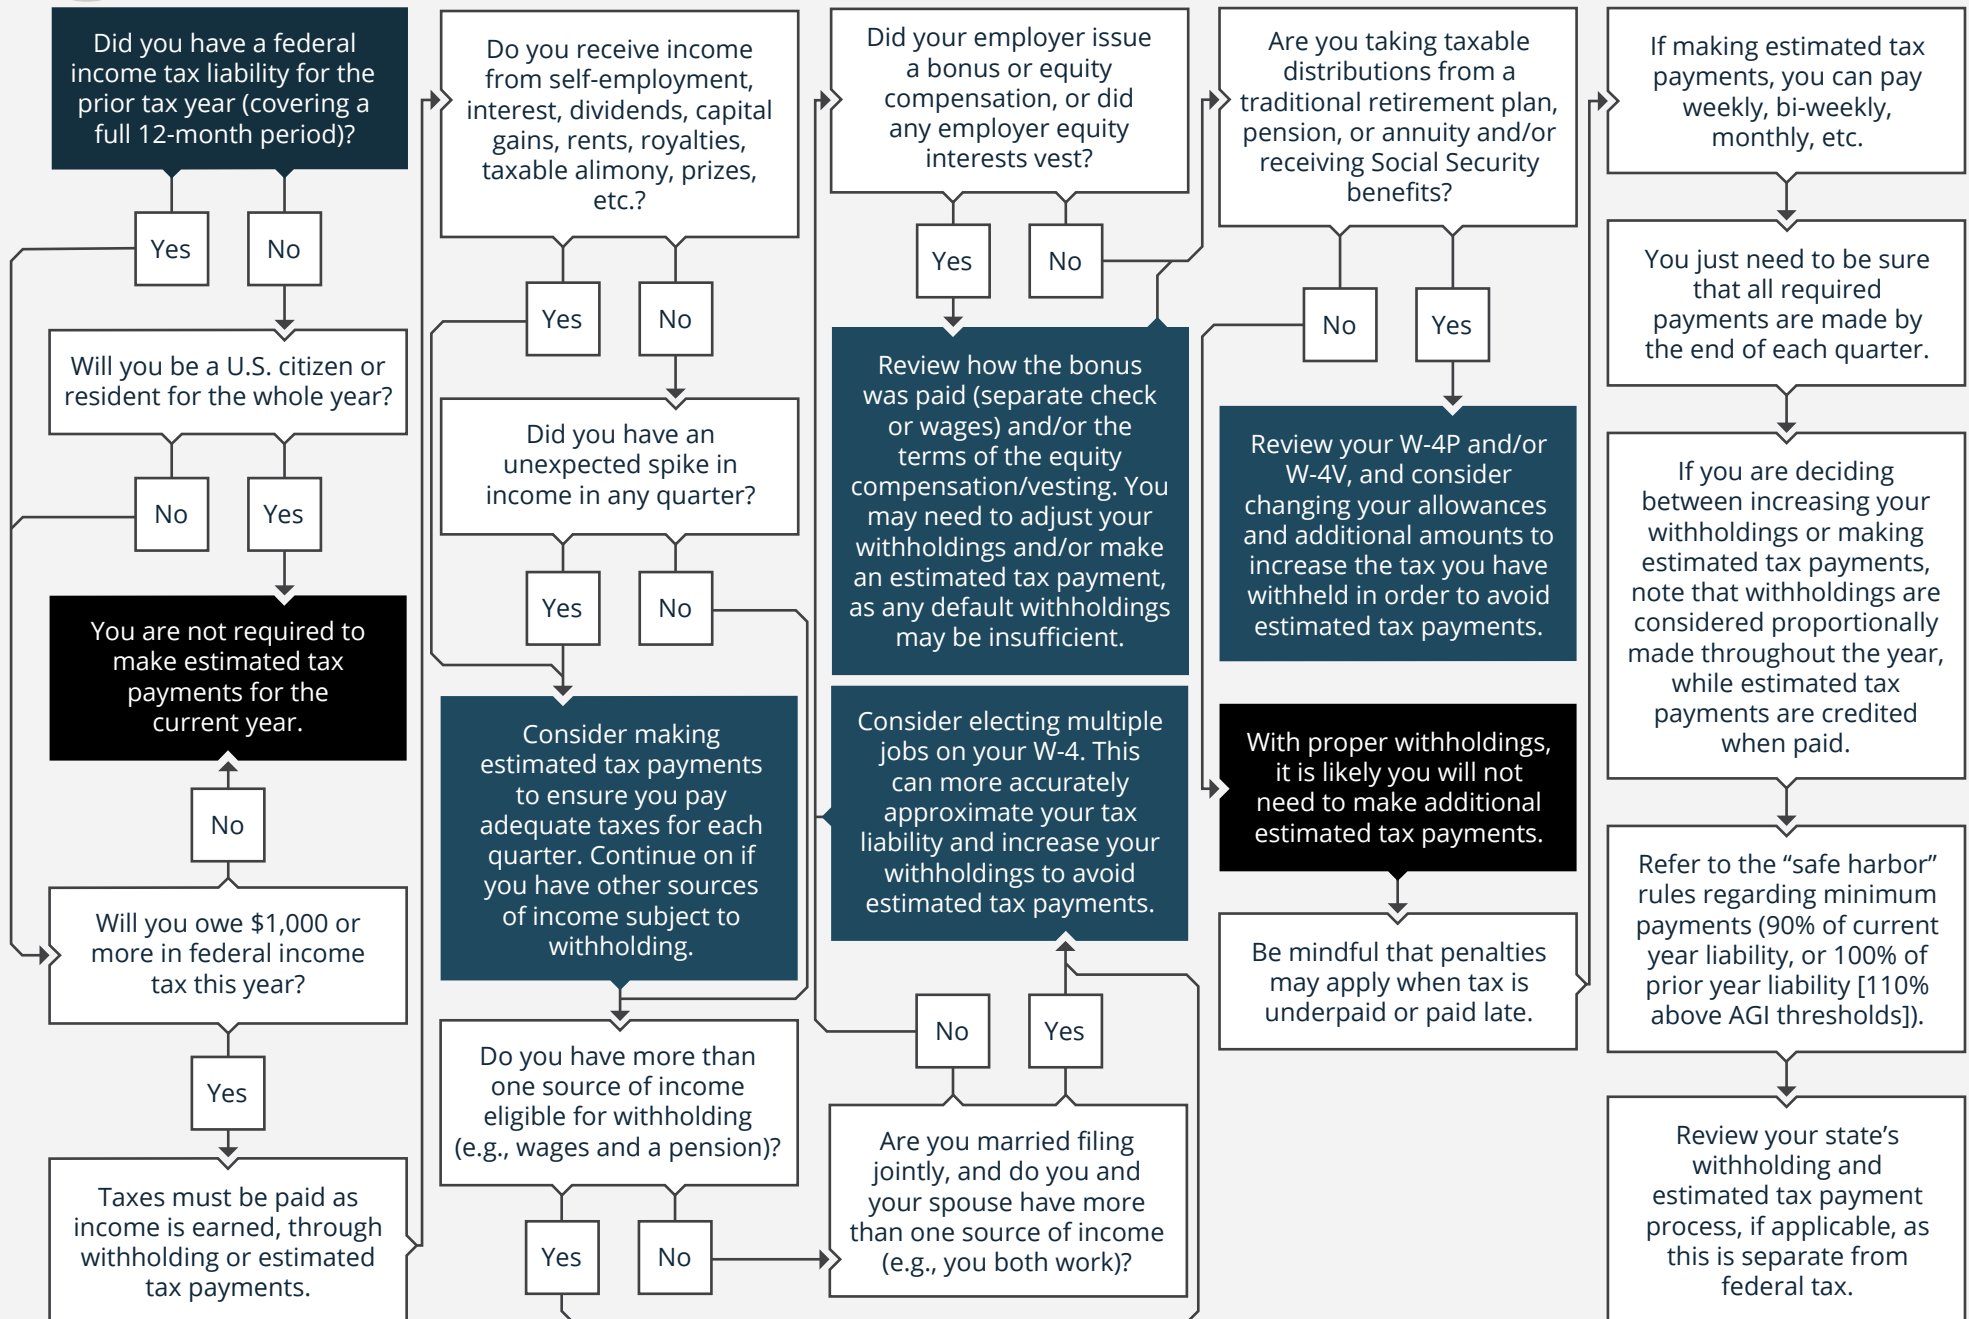 Did you have a federal
income tax liability for the
prior tax year (covering a
full 12-month period)?
Yes
No
Will you be a U.S. citizen or
resident for the whole year?
No
Yes
You are not required to
make estimated tax
payments for the
current year.
No
Will you owe $1,000 or
more in federal income
tax this year?
Yes
Taxes must be paid as
income is earned, through
withholding or estimated
tax payments.
Do you receive income
from self-employment,
interest, dividends, capital
gains, rents, royalties,
taxable alimony, prizes,
etc.?
Yes
No
Did you have an
unexpected spike in
income in any quarter?
Yes
No
Consider making
estimated tax payments
to ensure you pay
adequate taxes for each
quarter. Continue on if
you have other sources
of income subject to
withholding.
Do you have more than
one source of income
eligible for withholding
(e.g., wages and a pension)?
Yes
No
Did your employer issue
a bonus or equity
compensation, or did
any employer equity
interests vest?
Yes
No
Review how the bonus
was paid (separate check
or wages) and/or the
terms of the equity
compensation/vesting. You
may need to adjust your
withholdings and/or make
an estimated tax payment,
as any default withholdings
may be insufficient.
Consider electing multiple
jobs on your W-4. This
can more accurately
approximate your tax
liability and increase your
withholdings to avoid
estimated tax payments.
No
Yes
Are you married filing
jointly, and do you and
your spouse have more
than one source of income
(e.g., you both work)?
Are you taking taxable
distributions from a
traditional retirement plan,
pension, or annuity and/or
receiving Social Security
benefits?
No
Yes
Review your W-4P and/or
W-4V, and consider
changing your allowances
and additional amounts to
increase the tax you have
withheld in order to avoid
estimated tax payments.
With proper withholdings,
it is likely you will not
need to make additional
estimated tax payments.
Be mindful that penalties
may apply when tax is
underpaid or paid late.
If making estimated tax
payments, you can pay
weekly, bi-weekly,
monthly, etc.
You just need to be sure
that all required
payments are made by
the end of each quarter.
If you are deciding
between increasing your
withholdings or making
estimated tax payments,
note that withholdings are
considered proportionally
made throughout the year,
while estimated tax
payments are credited
when paid.
Refer to the “safe harbor”
rules regarding minimum
payments (90% of current
year liability, or 100% of
prior year liability [110%
above AGI thresholds]).
Review your state’s
withholding and
estimated tax payment
process, if applicable, as
this is separate from
federal tax.